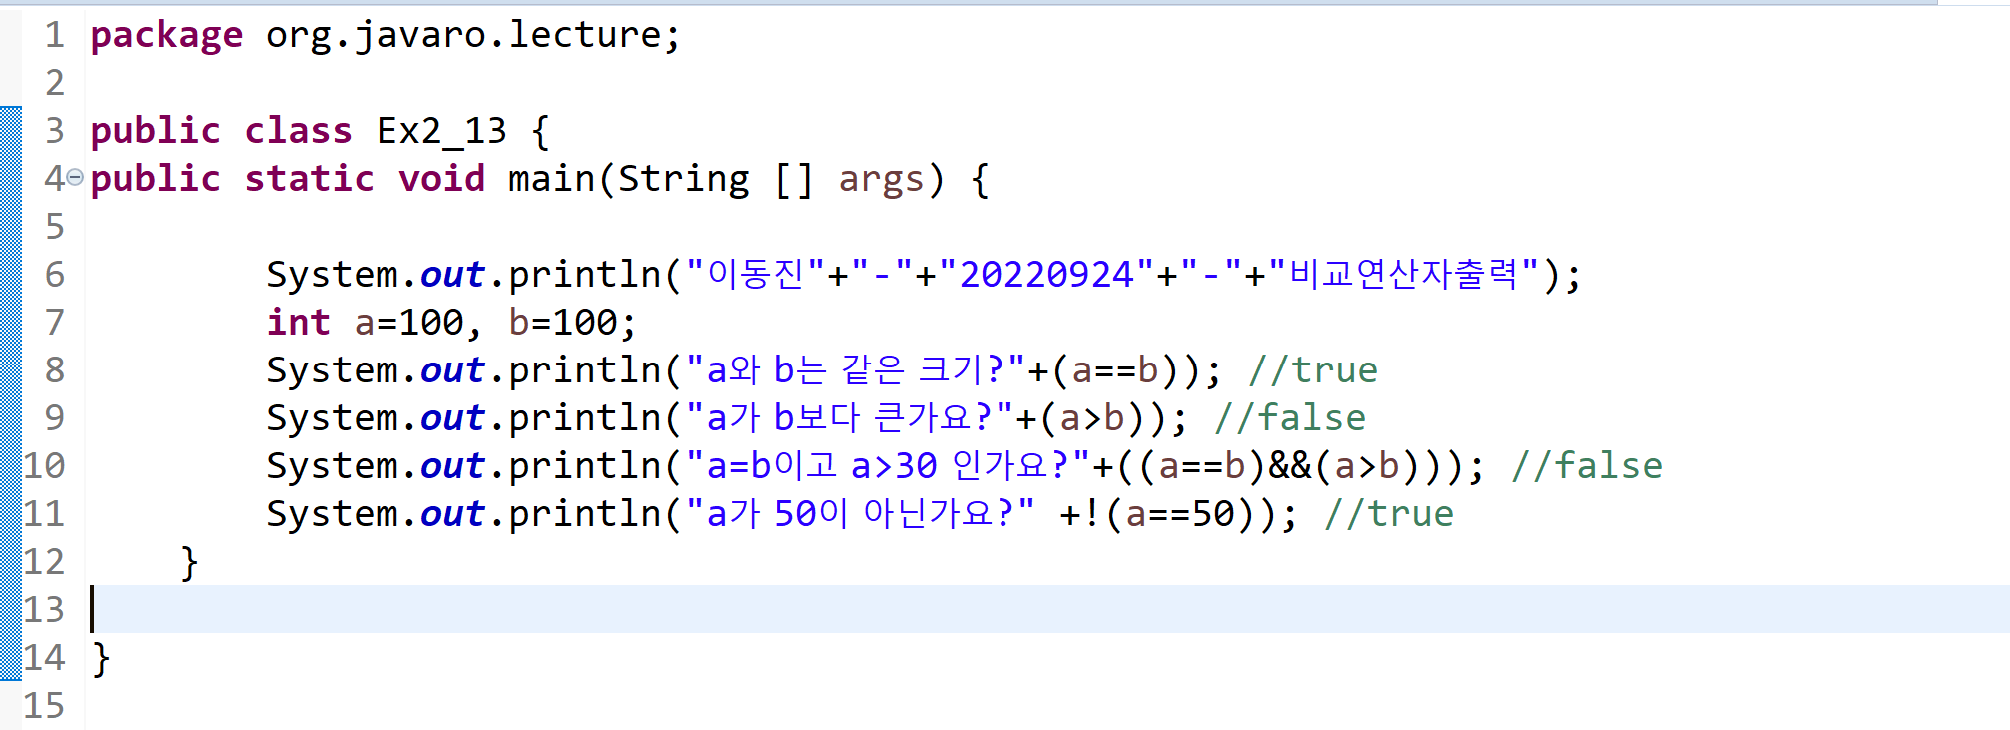 1 package org.javaro.lecture;
2
3 public class Ex2_13 {
4 public static void main(String [] args) {
5
6 System.out.println("이동진"+"-"+"20220924"+"-"+"비교연산자출력");
7 int a=100, b=100;
8 System.out.println("a와 b는 같은 크기?"+(a==b)); //true
9 System.out.println("a가 b보다 큰가요?"+(a>b)); //false
10 System.out.println("a=b이고 a>30 인가요?"+((a==b)&&(a>b))); //false
11 System.out.println("a가 50이 아닌가요?" +!(a==50)); //true
12 }
13
14 }
15